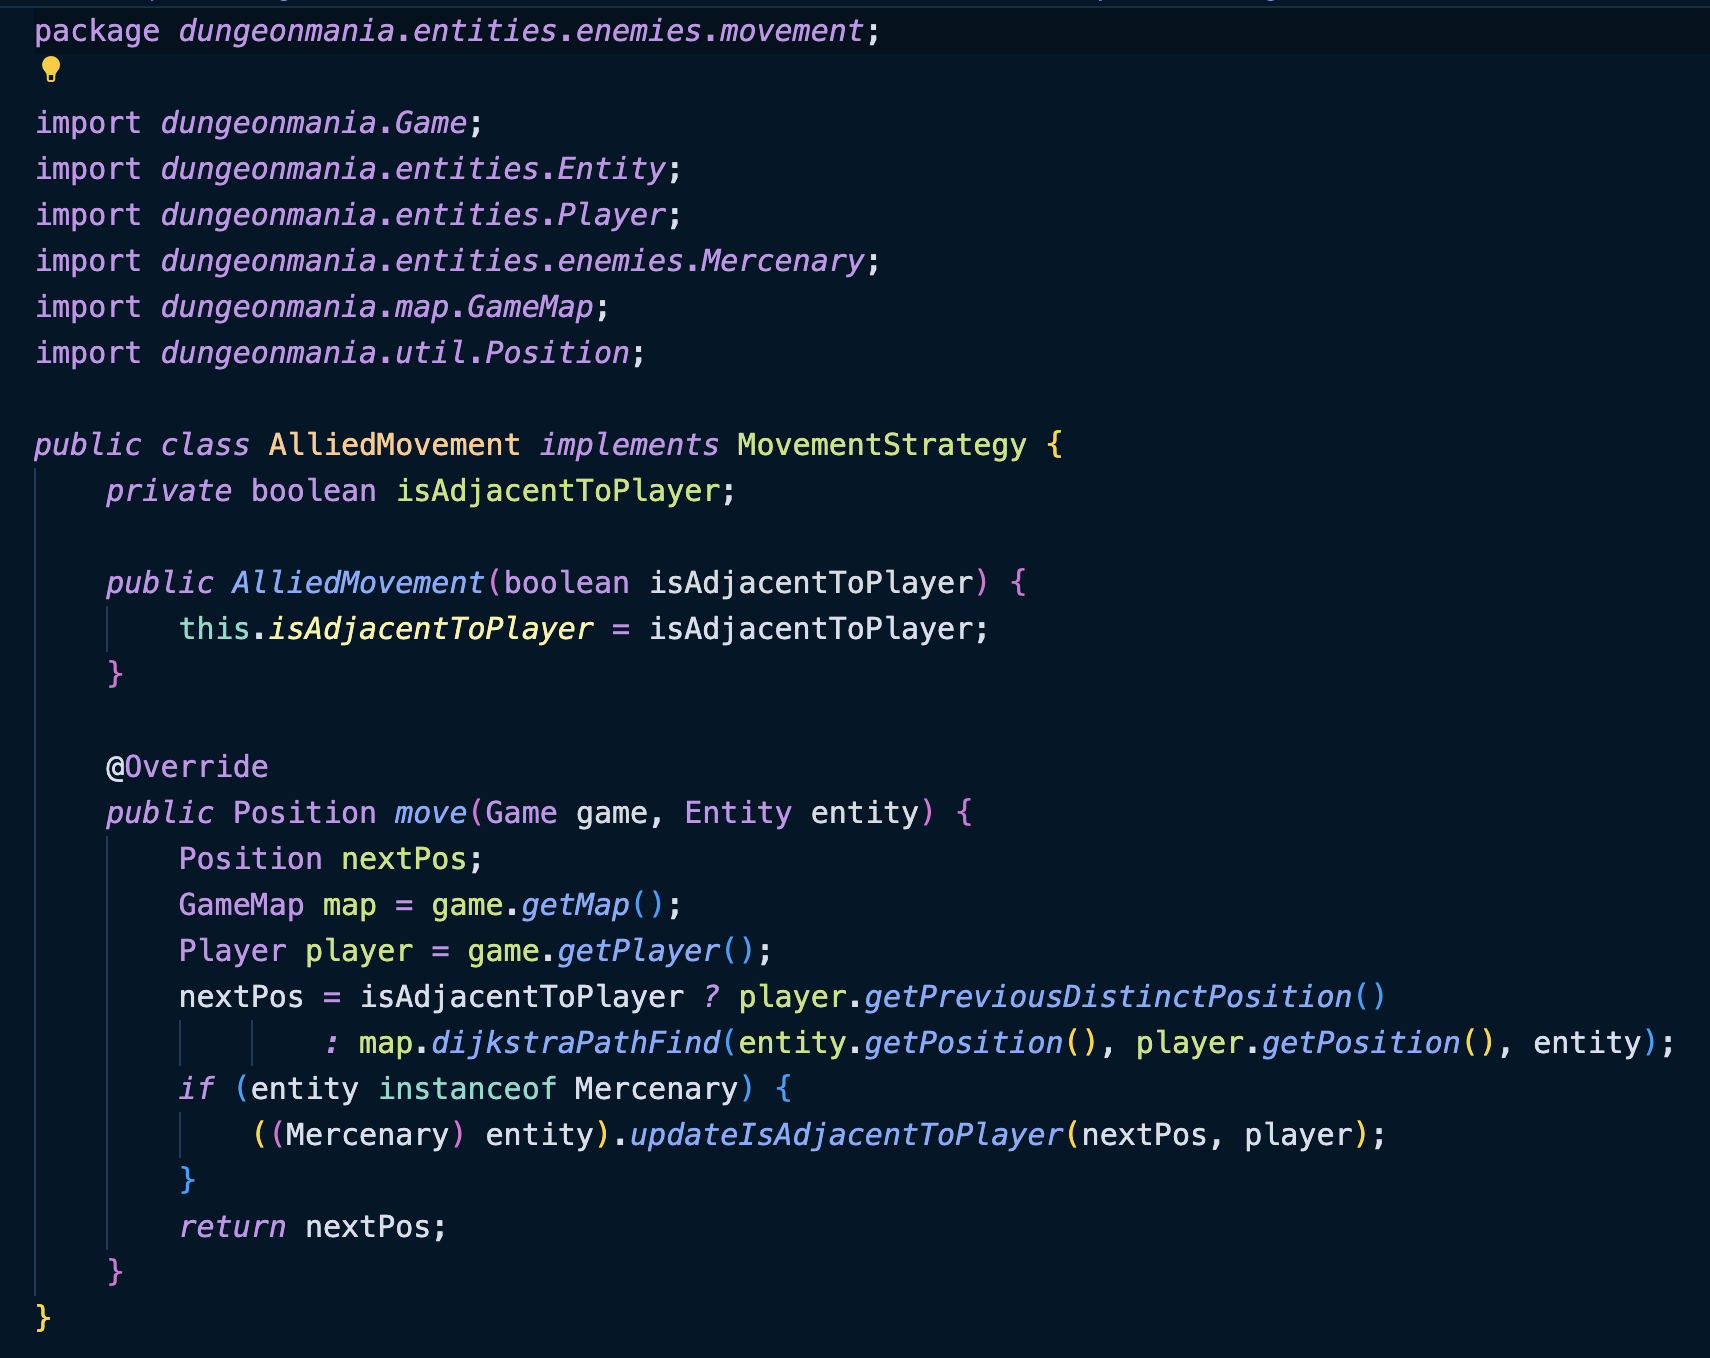 package dungeonmania.entities.enemies.movement;
import dungeonmania.Game;
import dungeonmania.entities.Entity;
import dungeonmania.entities.Player;
import dungeonmania.entities.enemies.Mercenary;
import dungeonmania.map.GameMap;
import dungeonmania.util.Position;
public class AlliedMovement implements MovementStrategy {
private boolean isAdjacentToPlayer;
public AlliedMovement(boolean isAdjacentToPlayer) {
this.isAdjacentToPlayer = isAdjacentToPlayer;
}
@Override
public Position move(Game game, Entity entity) {
Position nextPos;
GameMap map = game.getMap();
Player player = game.getPlayer();
nextPos = isAdjacentToPlayer ? player.getPreviousDistinctPosition()
: map.dijkstraPathFind(entity.getPosition(), player.getPosition(), entity);
if (entity instanceof Mercenary) {
((Mercenary) entity).updateIsAdjacentToPlayer(nextPos, player);
}
return nextPos;
}
}